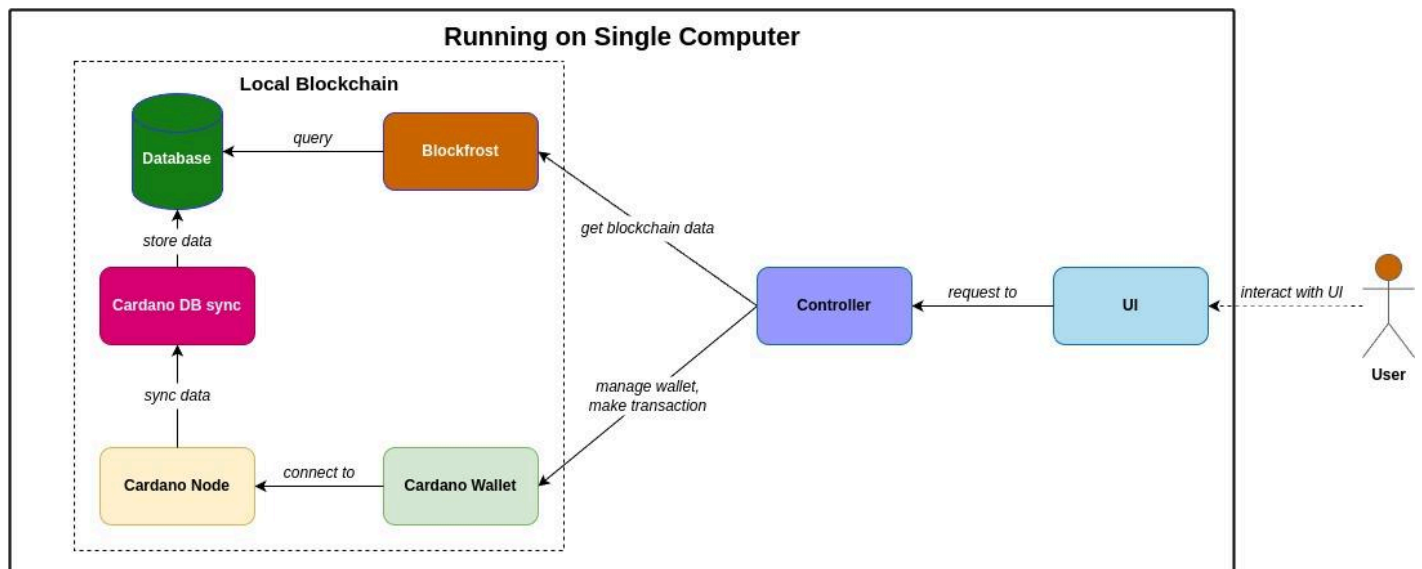 Running on Single Computer
Local Blockchain
Database
query
Blockfrost
get blockchain data
store data
Cardano DB sync
Controller
request to
UI
interact with UI
User
sync data
manage wallet,
make transaction
Cardano Node
connect to
Cardano Wallet